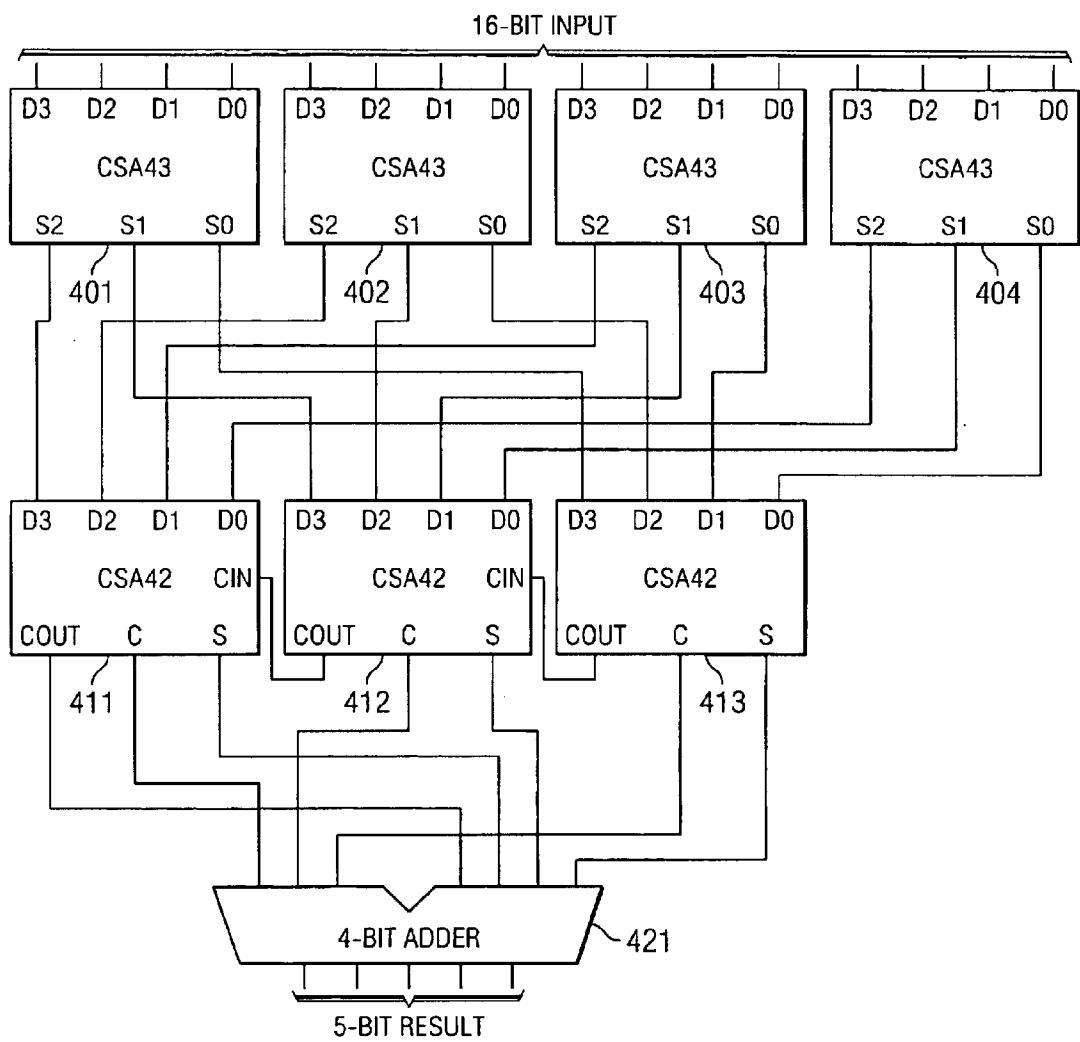 16-BIT INPUT
D3 D2 D1 D0 D3 D2 D1 D0 D3 D2 D1 D0 D3 D2 D1 D0
CSA43 CSA43 CSA43 CSA43
S2 S1 S0 S2 S1 S0 S2 S1 S0 S2 S1 S0
401 402 403 404
D3 D2 D1 D0 D3 D2 D1 D0 D3 D2 D1 D0
CSA42 CIN CSA42 CIN CSA42
COUT C S COUT C S COUT C S
411 412 413
4-BIT ADDER 421
5-BIT RESULT